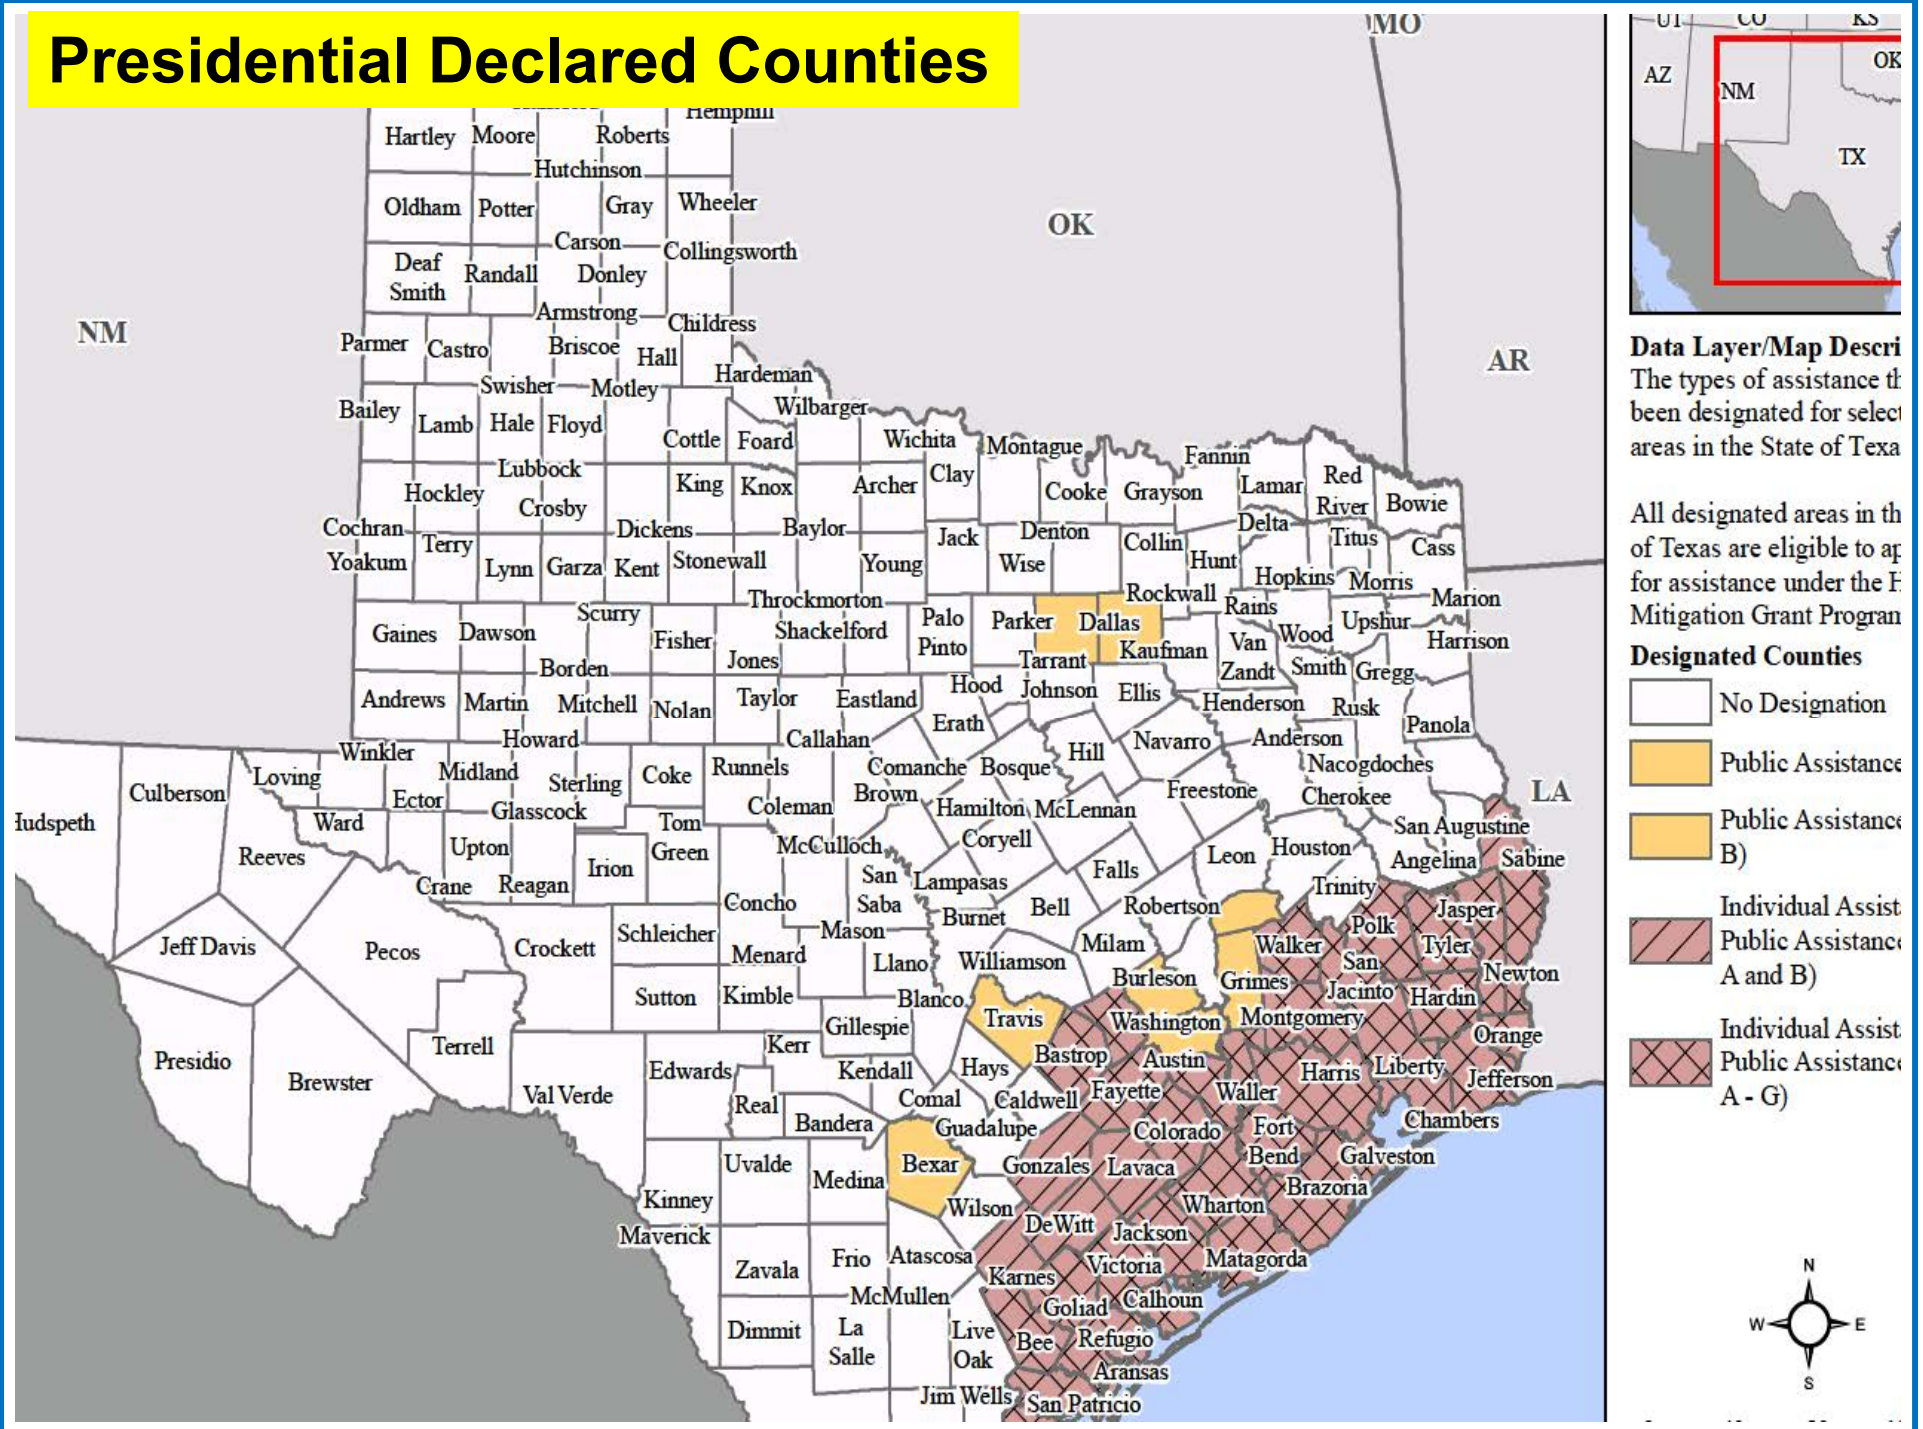 Presidential Declared Counties
MO
UT
CO
KS
AZ
NM
OK
TX
Hemphill
Hartley
Moore
Roberts
Hutchinson
Oldham
Potter
Gray
Wheeler
Carson
Collingsworth
Deaf
Smith
Randall
Donley
Armstrong
Childress
NM
OK
AR
LA
Parmer
Castro
Briscoe
Hall
Hardeman
Swisher
Motley
Bailey
Lamb
Hale
Floyd
Cottle
Foard
Wilbarger
Wichita
Montague
Fannin
Lubbock
Hockley
Crosby
King
Knox
Archer
Clay
Cooke
Grayson
Lamar
Red
River
Bowie
Cochran
Dickens
Baylor
Jack
Denton
Collin
Delta
Titus
Cass
Yoakum
Terry
Lynn
Garza
Kent
Stonewall
Young
Wise
Hunt
Hopkins
Morris
Throckmorton
Rockwall
Rains
Marion
Scurry
Gaines
Dawson
Fisher
Shackelford
Palo
Pinto
Parker
Dallas
Kaufman
Van
Zandt
Wood
Upshur
Harrison
Borden
Jones
Tarrant
Smith
Gregg
Andrews
Martin
Mitchell
Nolan
Taylor
Eastland
Hood
Johnson
Ellis
Henderson
Rusk
Panola
Erath
Winkler
Howard
Callahan
Hill
Navarro
Anderson
Loving
Midland
Sterling
Coke
Runnels
Comanche
Bosque
Nacogdoches
Culberson
Ector
Glasscock
Coleman
Brown
Hamilton
McLennan
Freestone
Cherokee
Hudspeth
Ward
Tom
Green
McCulloch
Coryell
San Augustine
Reeves
Upton
Irion
San
Saba
Lampasas
Falls
Leon
Houston
Angelina
Sabine
Crane
Reagan
Concho
Mason
Burnet
Bell
Robertson
Trinity
Jeff Davis
Pecos
Crockett
Schleicher
Menard
Llano
Williamson
Milam
Walker
Polk
Jasper
Tyler
Sutton
Kimble
Blanco
Burleson
Grimes
San
Jacinto
Newton
Hardin
Gillespie
Travis
Washington
Montgomery
Orange
Presidio
Brewster
Terrell
Val Verde
Edwards
Kerr
Kendall
Hays
Bastrop
Austin
Harris
Liberty
Jefferson
Real
Bandera
Comal
Caldwell
Fayette
Waller
Chambers
Guadalupe
Colorado
Fort
Bend
Galveston
Uvalde
Medina
Bexar
Gonzales
Lavaca
Brazoria
Kinney
Wilson
Wharton
Maverick
DeWitt
Jackson
Zavala
Frio
Atascosa
Karnes
Victoria
Matagorda
McMullen
Goliad
Calhoun
Dimmit
La
Salle
Live
Oak
Bee
Refugio
Aransas
Jim Wells
San Patricio
Data Layer/Map Descri
The types of assistance th
been designated for select
areas in the State of Texa
All designated areas in th
of Texas are eligible to ap
for assistance under the H
Mitigation Grant Program
Designated Counties
No Designation
Public Assistance
Public Assistance
B)
Individual Assist
Public Assistance
A and B)
Individual Assist
Public Assistance
A - G)
N
W
E
S